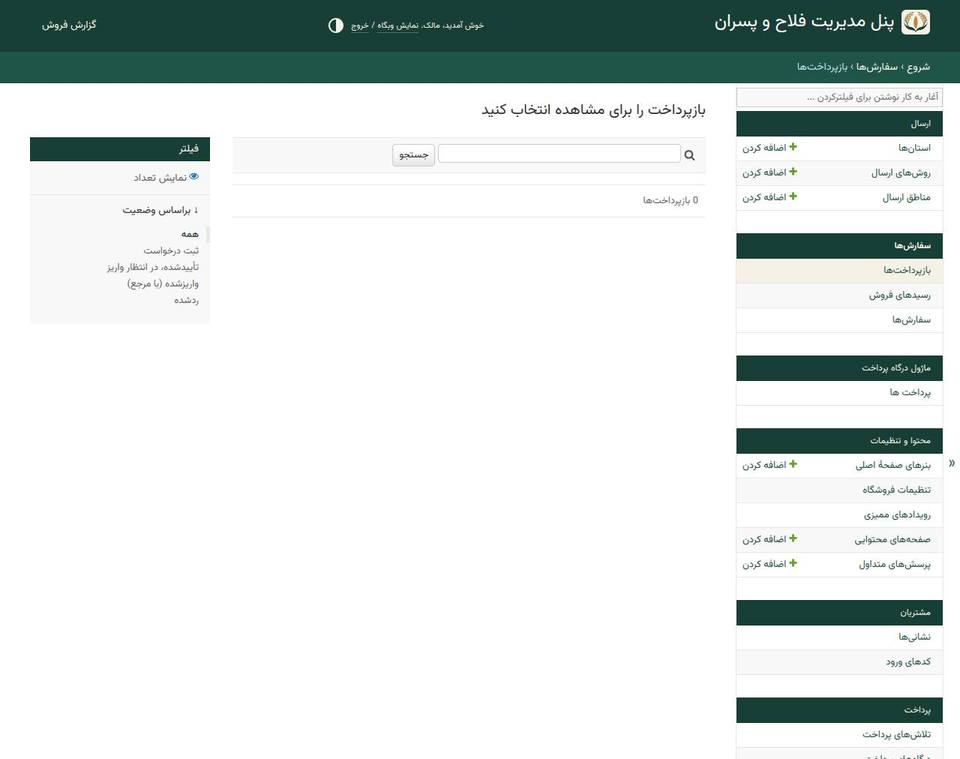 پنل مدیریت فلاح و پسران
خوش آمدید، مالک. نمایش وبگاه / خروج
گزارش فروش
شروع › سفارش‌ها › بازپرداخت‌ها
آغاز به کار نوشتن برای فیلترکردن ...
ارسال
استان‌ها اضافه کردن
روش‌های ارسال اضافه کردن
مناطق ارسال اضافه کردن
سفارش‌ها
بازپرداخت‌ها
رسیدهای فروش
سفارش‌ها
ماژول درگاه پرداخت
پرداخت ها
محتوا و تنظیمات
بنرهای صفحهٔ اصلی اضافه کردن
تنظیمات فروشگاه
رویدادهای ممیزی
صفحه‌های محتوایی اضافه کردن
پرسش‌های متداول اضافه کردن
مشتریان
نشانی‌ها
کدهای ورود
پرداخت
تلاش‌های پرداخت
»
بازپرداخت را برای مشاهده انتخاب کنید
جستجو
0 بازپرداخت‌ها
فیلتر
نمایش تعداد
↓ براساس وضعیت
همه
ثبت درخواست
تأییدشده، در انتظار واریز
واریزشده (با مرجع)
ردشده